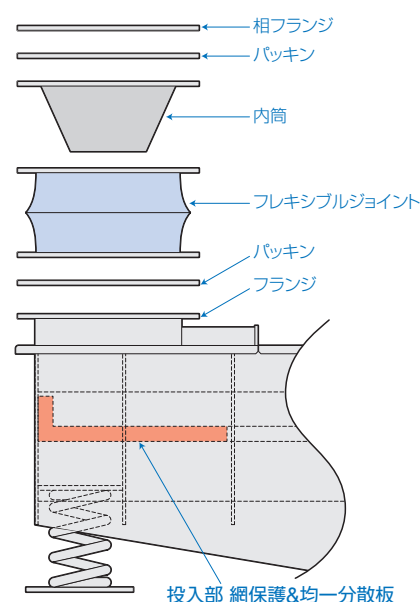 相フランジ
パッキン
内筒
フレキシブルジョイント
パッキン
フランジ
投入部 網保護&均一分散板